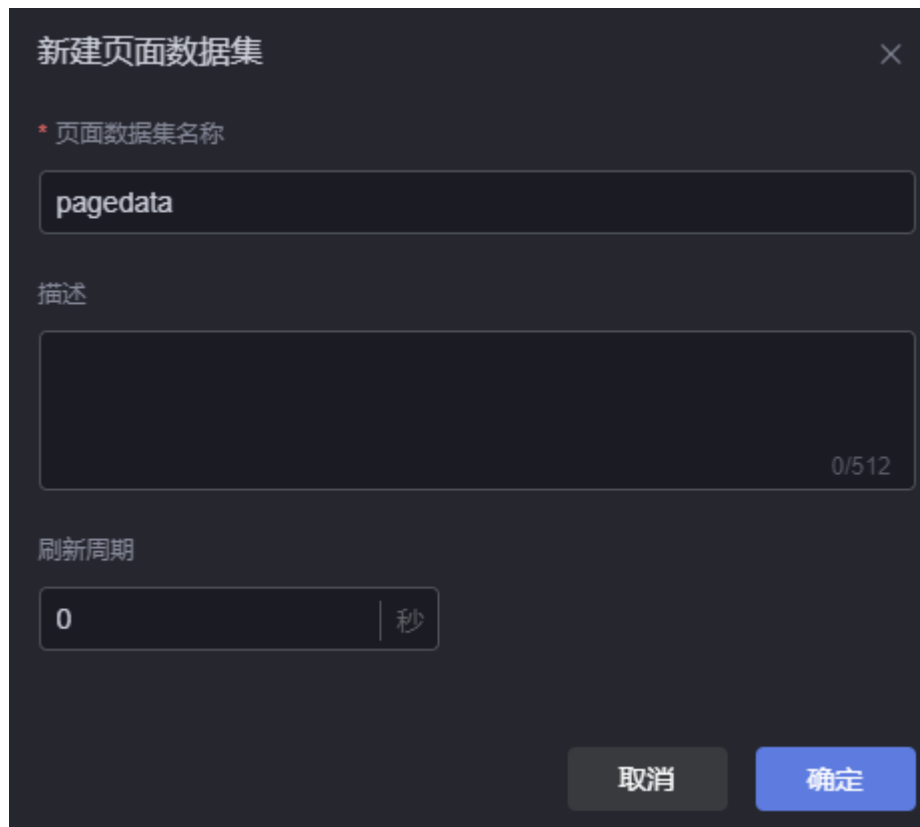 新建页面数据集
* 页面数据集名称
pagedata
描述
0/512
刷新周期
0 秒
取消 确定